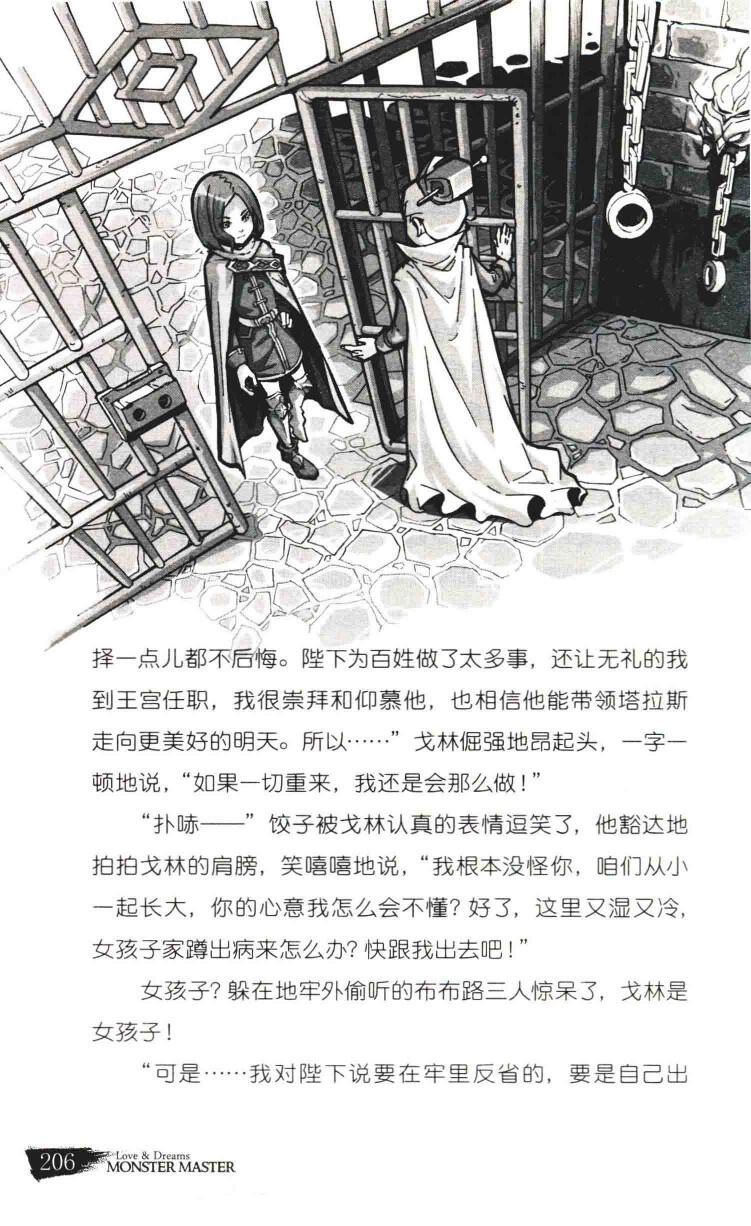 择一点儿都不后悔。陛下为百姓做了太多事，还让无礼的我
到王宫任职，我很崇拜和仰慕他，也相信他能带领塔拉斯
走向更美好的明天。所以……”戈林倔强地昂起头，一字一
顿地说，“如果一切重来，我还是会那么做！”
“扑哧——”饺子被戈林认真的表情逗笑了，他豁达地
拍拍戈林的肩膀，笑嘻嘻地说，“我根本没怪你，咱们从小
一起长大，你的心意我怎么会不懂？好了，这里又湿又冷，
女孩子家蹲出病来怎么办？快跟我出去吧！”
女孩子？躲在地牢外偷听的布布路三人惊呆了，戈林是
女孩子！
“可是……我对陛下说要在牢里反省的，要是自己出
206
Love & Dreams
MONSTER MASTER